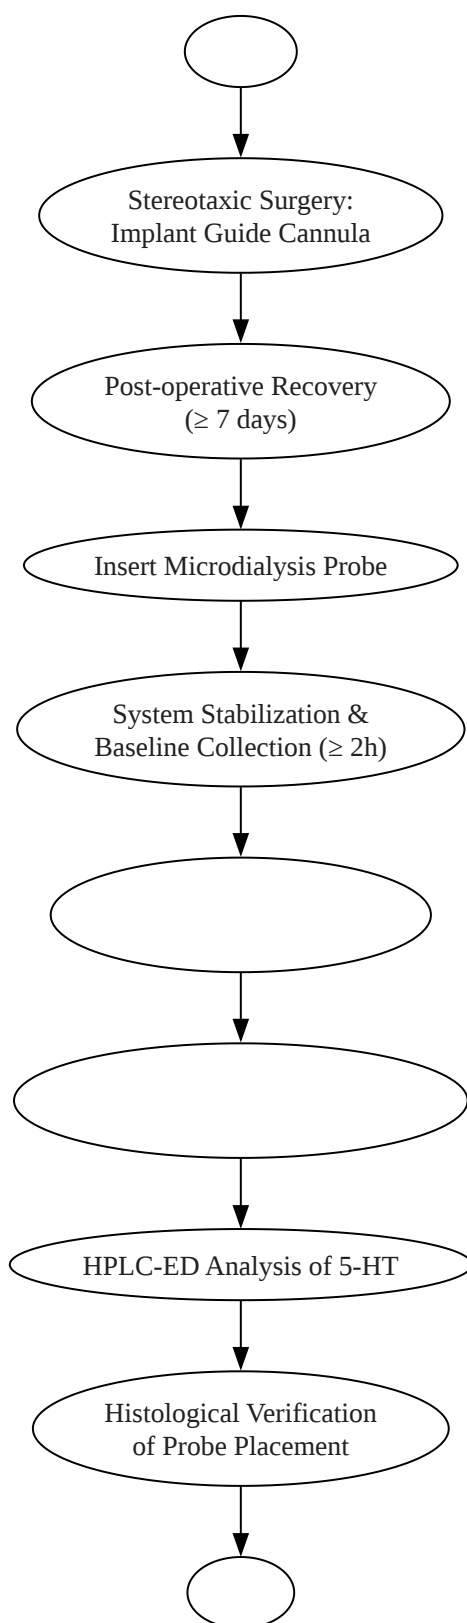 Stereotaxic Surgery:
Implant Guide Cannula
Post-operative Recovery
(≥ 7 days)
Insert Microdialysis Probe
System Stabilization &
Baseline Collection (≥ 2h)
HPLC-ED Analysis of 5-HT
Histological Verification
of Probe Placement